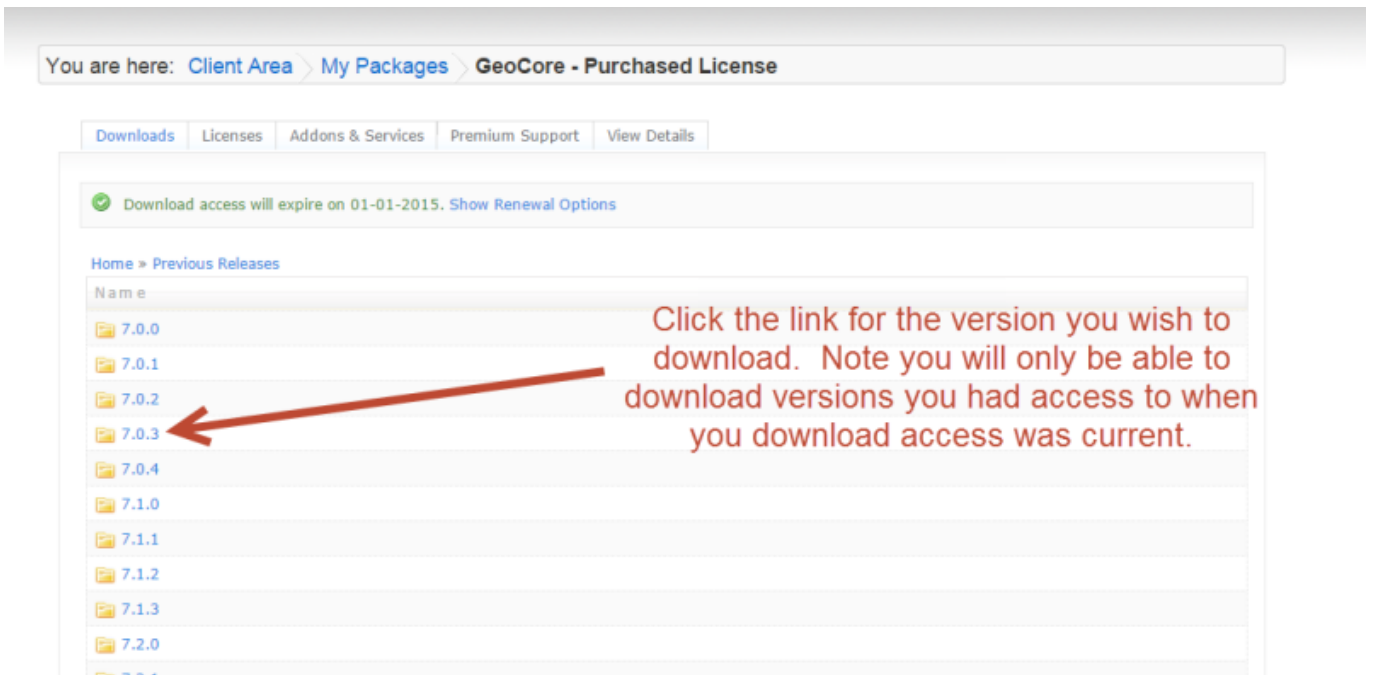 You are here: Client Area My Packages GeoCore - Purchased License
Downloads Licenses Addons & Services Premium Support View Details
Download access will expire on 01-01-2015. Show Renewal Options
Home » Previous Releases
Name
7.0.0
7.0.1
7.0.2
7.0.3
7.0.4
7.1.0
7.1.1
7.1.2
7.1.3
7.2.0
Click the link for the version you wish to
download. Note you will only be able to
download versions you had access to when
you download access was current.